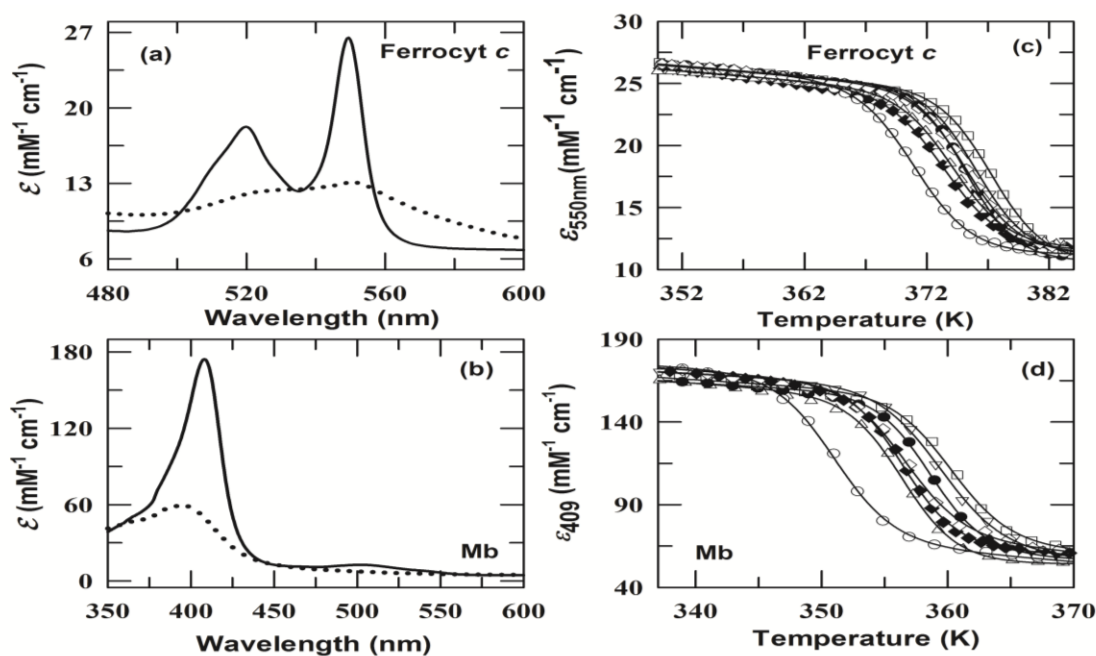 (a)
Ferrocyt c
27
20
13
6
ℰ (mM⁻¹ cm⁻¹)
480
520
560
600
Wavelength (nm)
Ferrocyt c
(c)
30
25
20
15
10
ε550nm (mM⁻¹ cm⁻¹)
352
362
372
382
Temperature (K)
(b)
Mb
180
120
60
0
ℰ (mM⁻¹ cm⁻¹)
350
400
450
500
550
600
Wavelength (nm)
(d)
Mb
190
140
90
40
ε409 (mM⁻¹ cm⁻¹)
340
350
360
370
Temperature (K)